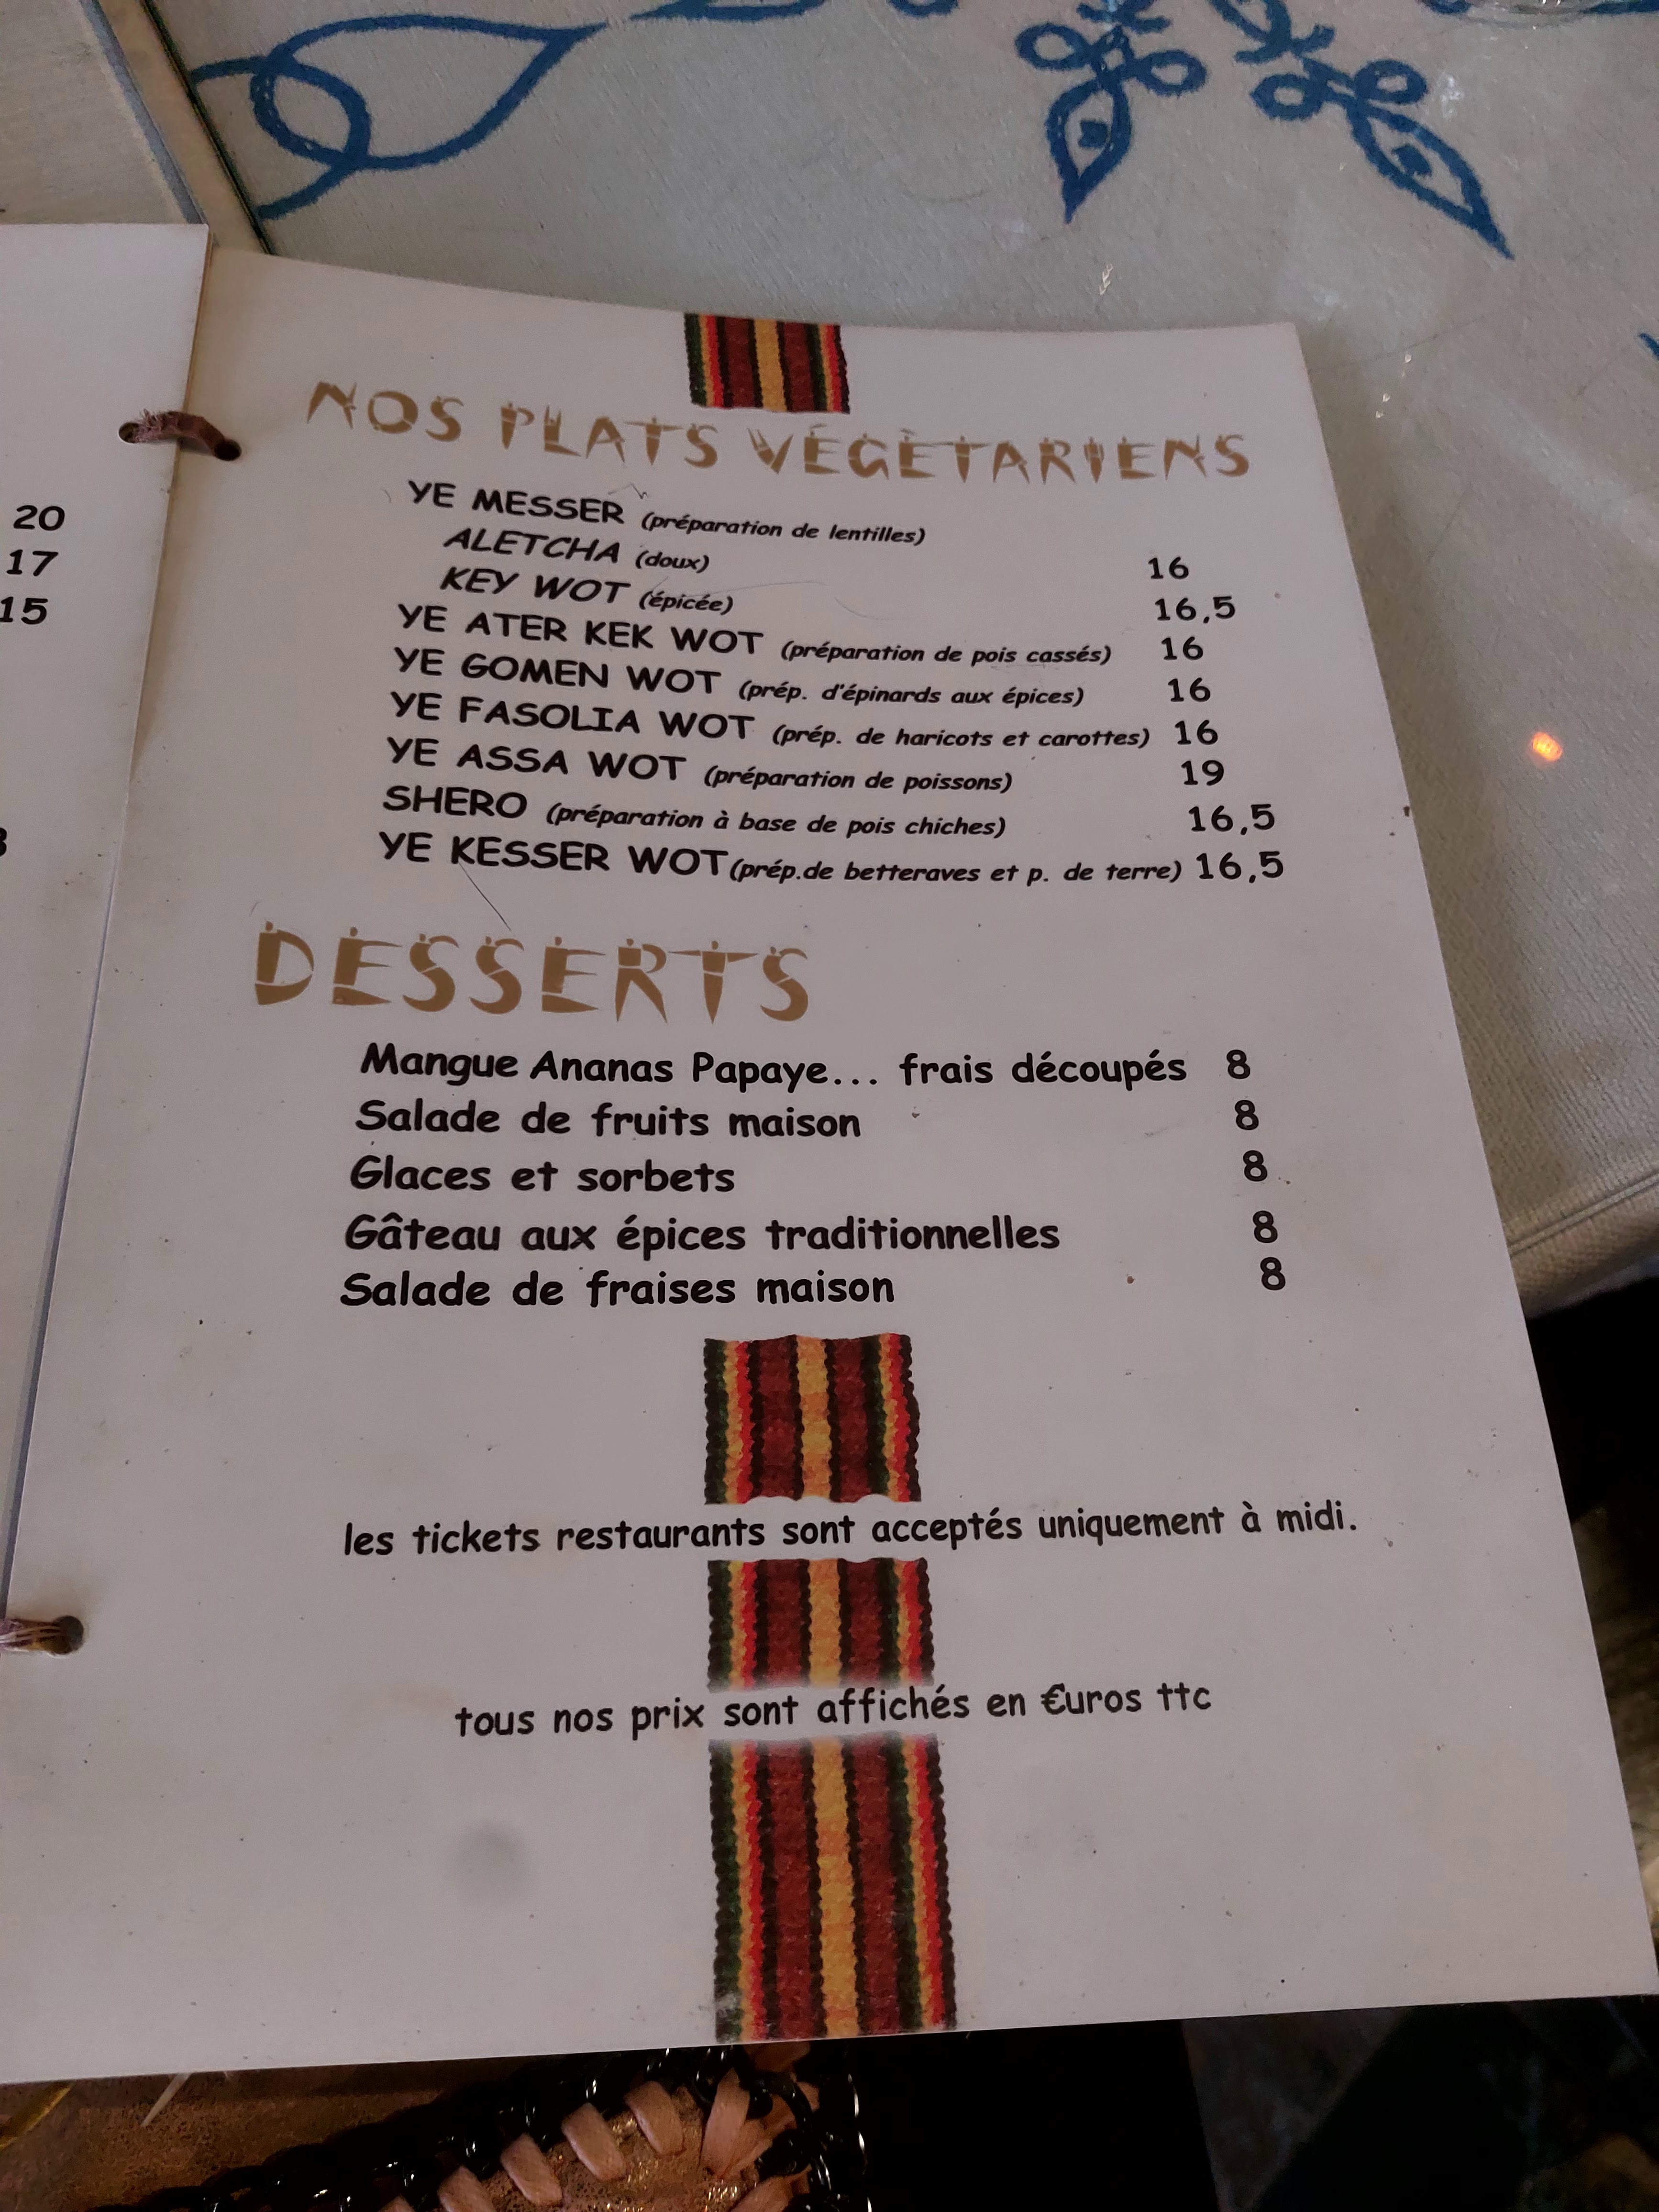 20
17
15
NOS PLATS VÉGÉTARIENS
YE MESSER (préparation de lentilles)
ALETCHA (doux) 16
KEY WOT (épicée) 16,5
YE ATER KEK WOT (préparation de pois cassés) 16
YE GOMEN WOT (prép. d'épinards aux épices) 16
YE FASOLIA WOT (prép. de haricots et carottes) 16
YE ASSA WOT (préparation de poissons) 19
SHERO (préparation à base de pois chiches) 16,5
YE KESSER WOT(prép.de betteraves et p. de terre) 16,5
DESSERTS
Mangue Ananas Papaye... frais découpés 8
Salade de fruits maison 8
Glaces et sorbets 8
Gâteau aux épices traditionnelles 8
Salade de fraises maison 8
les tickets restaurants sont acceptés uniquement à midi.
tous nos prix sont affichés en €uros ttc